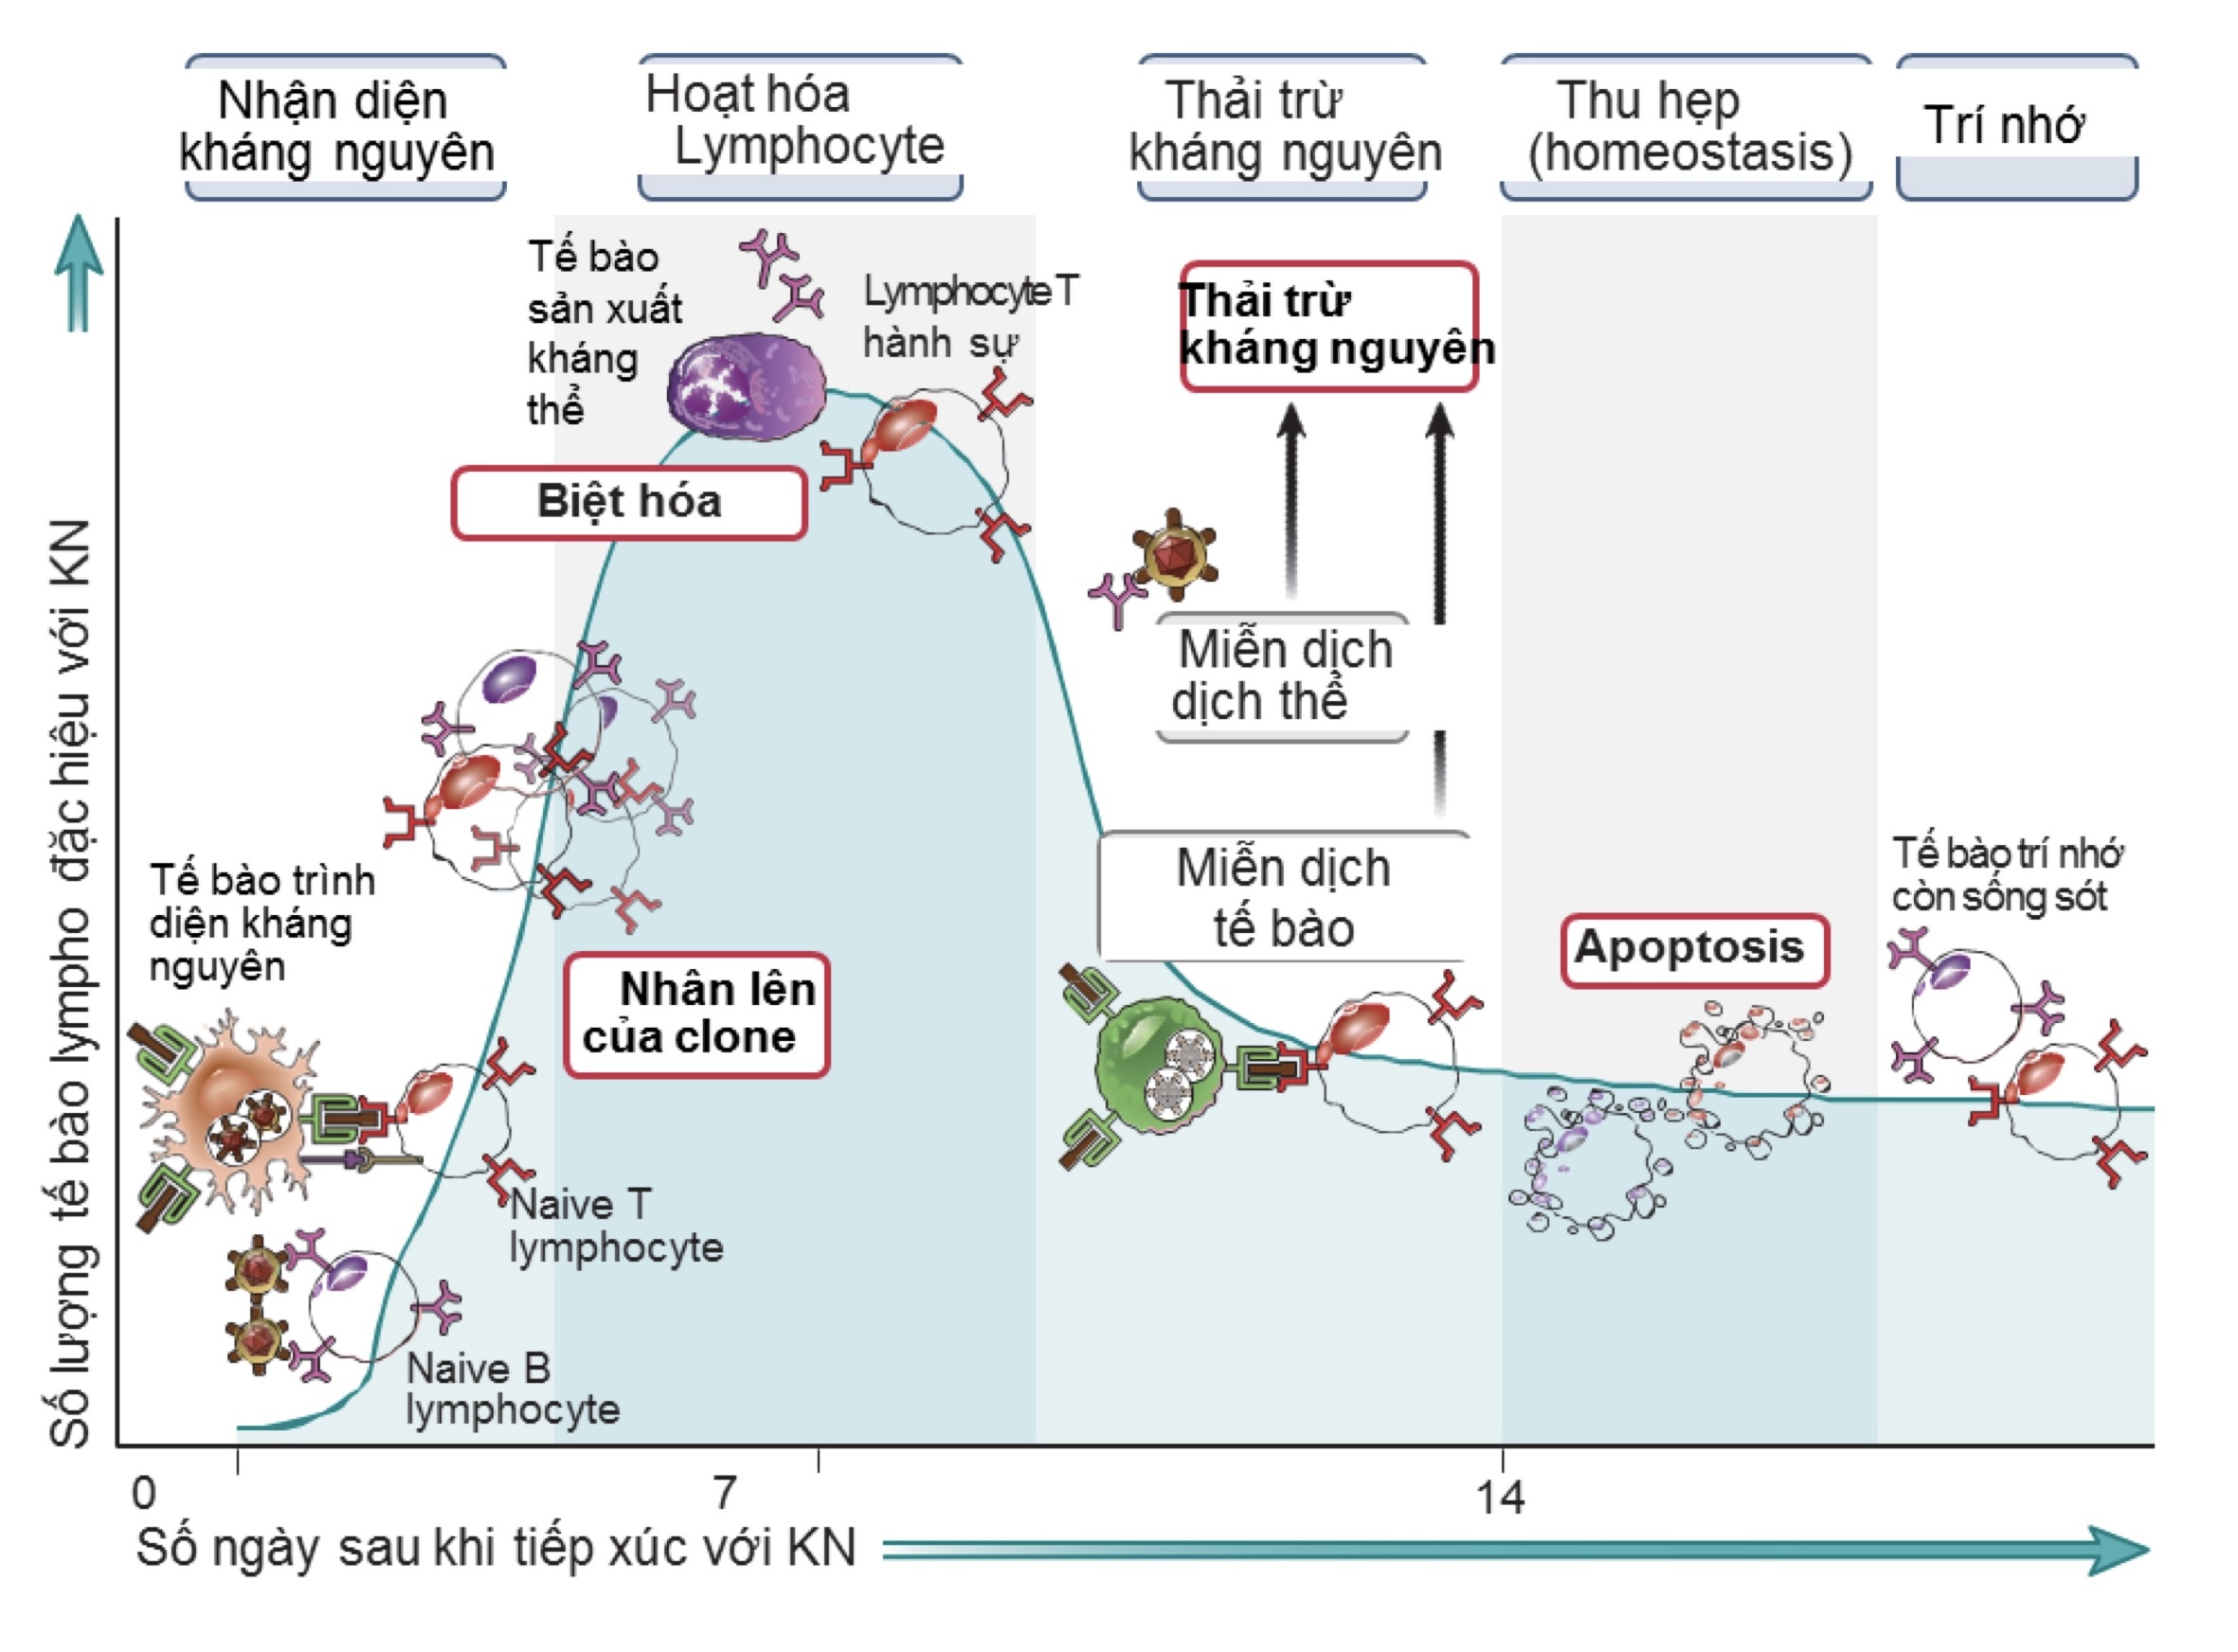 Nhận diện
kháng nguyên
Hoạt hóa
Lymphocyte
Thải trừ
kháng nguyên
Thu hẹp
(homeostasis)
Trí nhớ
Số lượng tế bào lympho đặc hiệu với KN
Tế bào
sản xuất
kháng
thể
LymphocyteT
hành sự
Thải trừ
kháng nguyên
Biệt hóa
Miễn dịch
dịch thể
Miễn dịch
tế bào
Tế bào trình
diện kháng
nguyên
Nhân lên
của clone
Apoptosis
Tế bào trí nhớ
còn sống sót
Naive T
lymphocyte
Naive B
lymphocyte
0
7
14
Số ngày sau khi tiếp xúc với KN